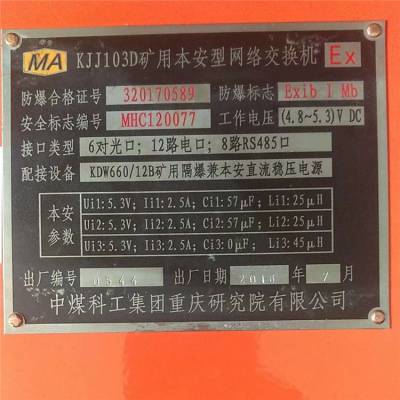 MA KJJ103D矿用本安型网络交换机 Ex
防爆合格证号 320170589 防爆标志 Exib I Mb
安全标志编号 MHC120077 工作电压 (4.8~5.3)V DC
接口类型 6对光口；12路电口；8路RS485口
配接设备 KDW660/12B矿用隔爆兼本安直流稳压电源
本安参数
Ui1:5.3V; Ii1:2.5A; Ci1:57μF; Li1:25μH
Ui2:5.3V; Ii2:2.5A; Ci2:57μF; Li2:25μH
Ui3:5.3V; Ii3:2.5A; Ci3:0μF; Li3:45μH
出厂编号 0544 出厂日期 2018 年 7 月
中煤科工集团重庆研究院有限公司